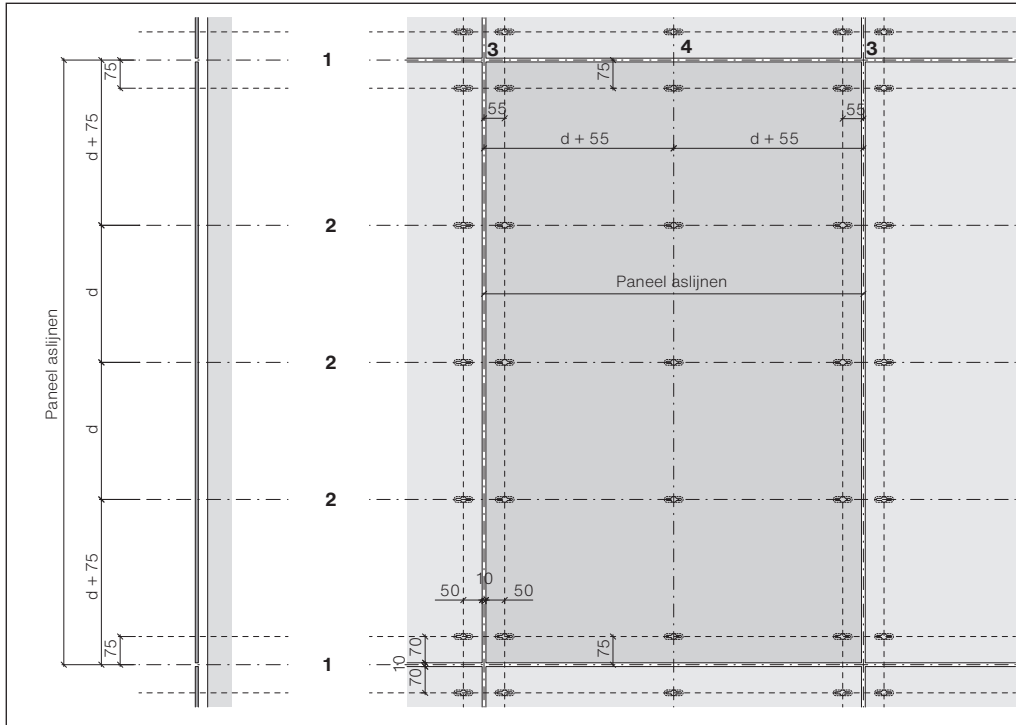 3 4 3
1
75 75
55 55
d + 75
d + 55 d + 55
2
Paneel aslijnen
d
2
Paneel aslijnen
d
2
10
50 50
d + 75
75 70 75
10
1
70